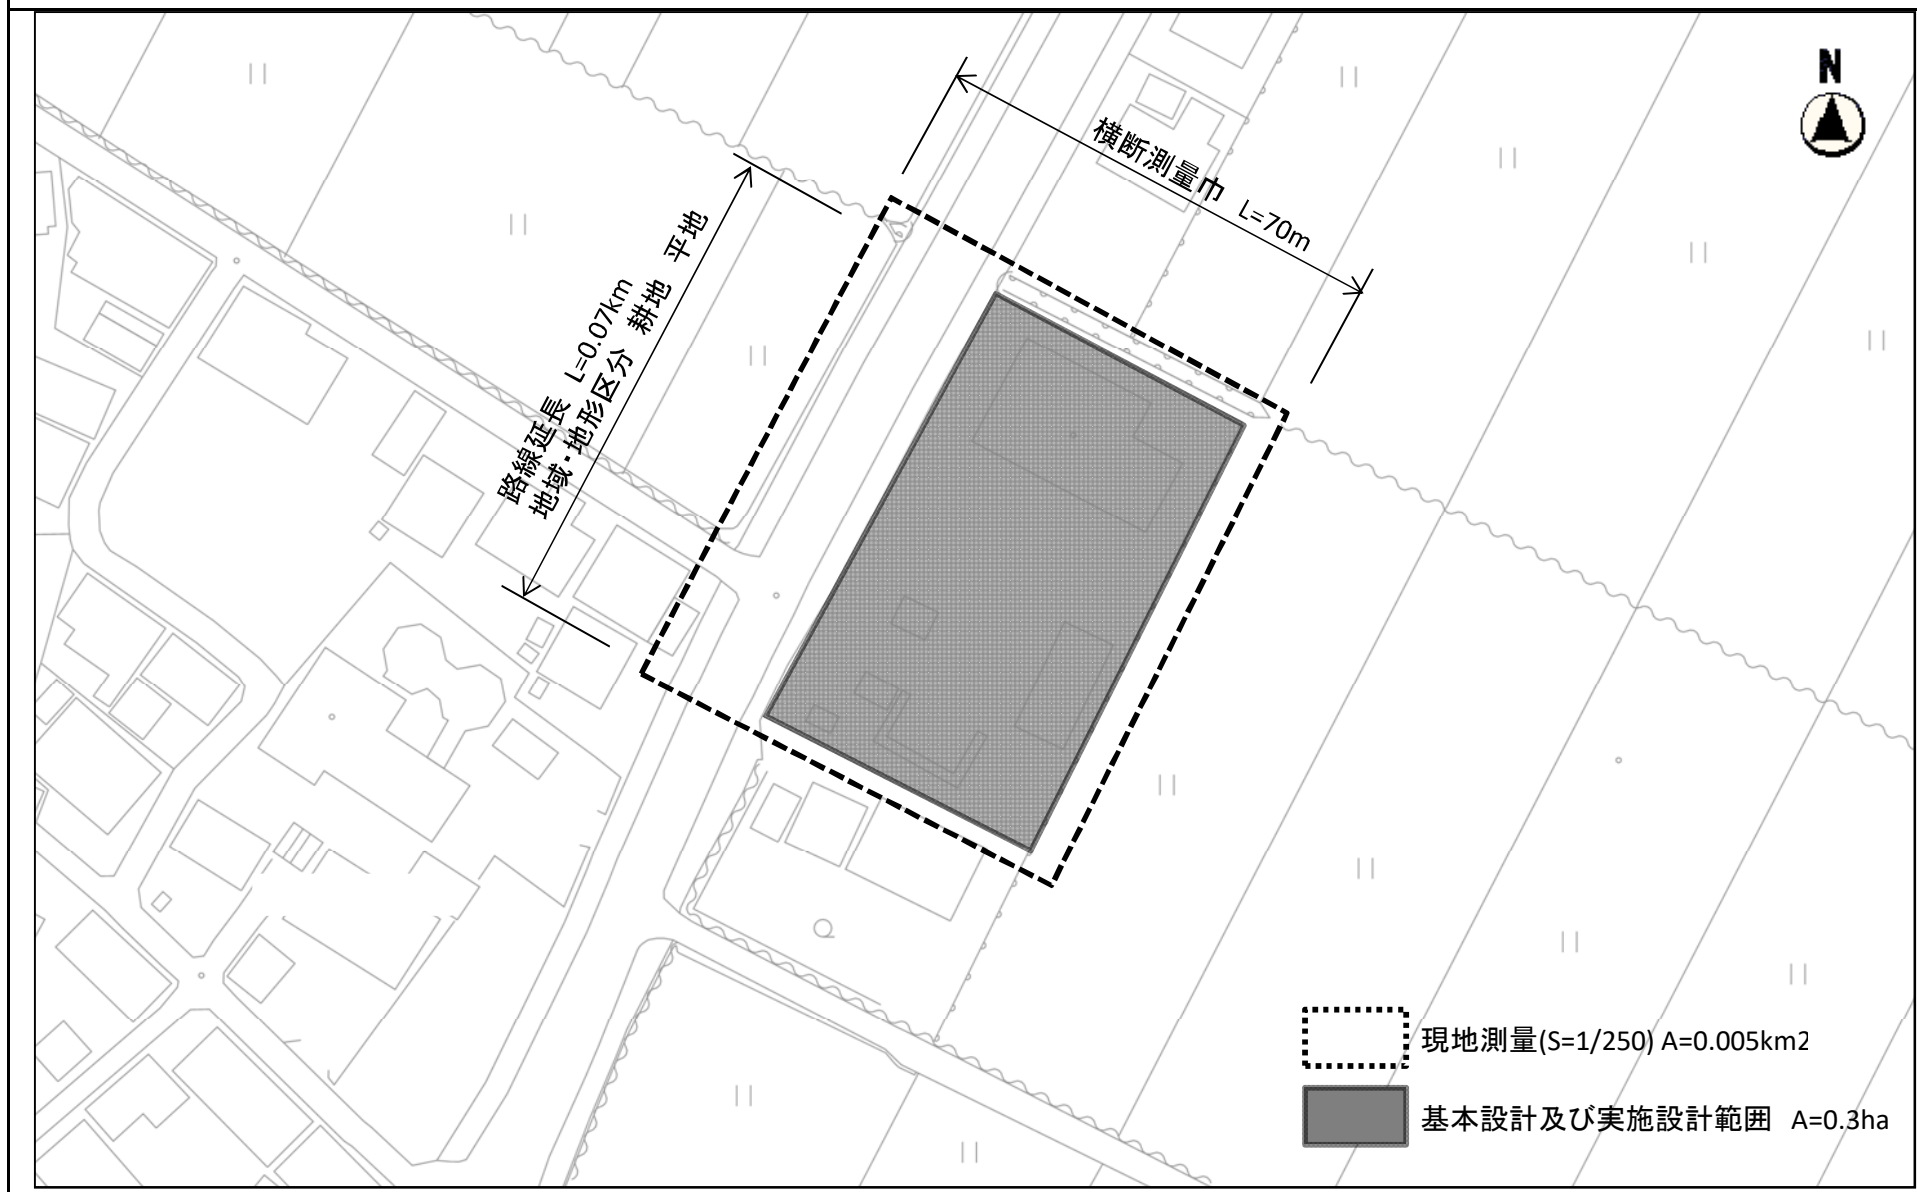 N
横断測量巾 L=70m
路線延長 L=0.07km
地域・地形区分 耕地 平地
現地測量(S=1/250) A=0.005km2
基本設計及び実施設計範囲 A=0.3ha